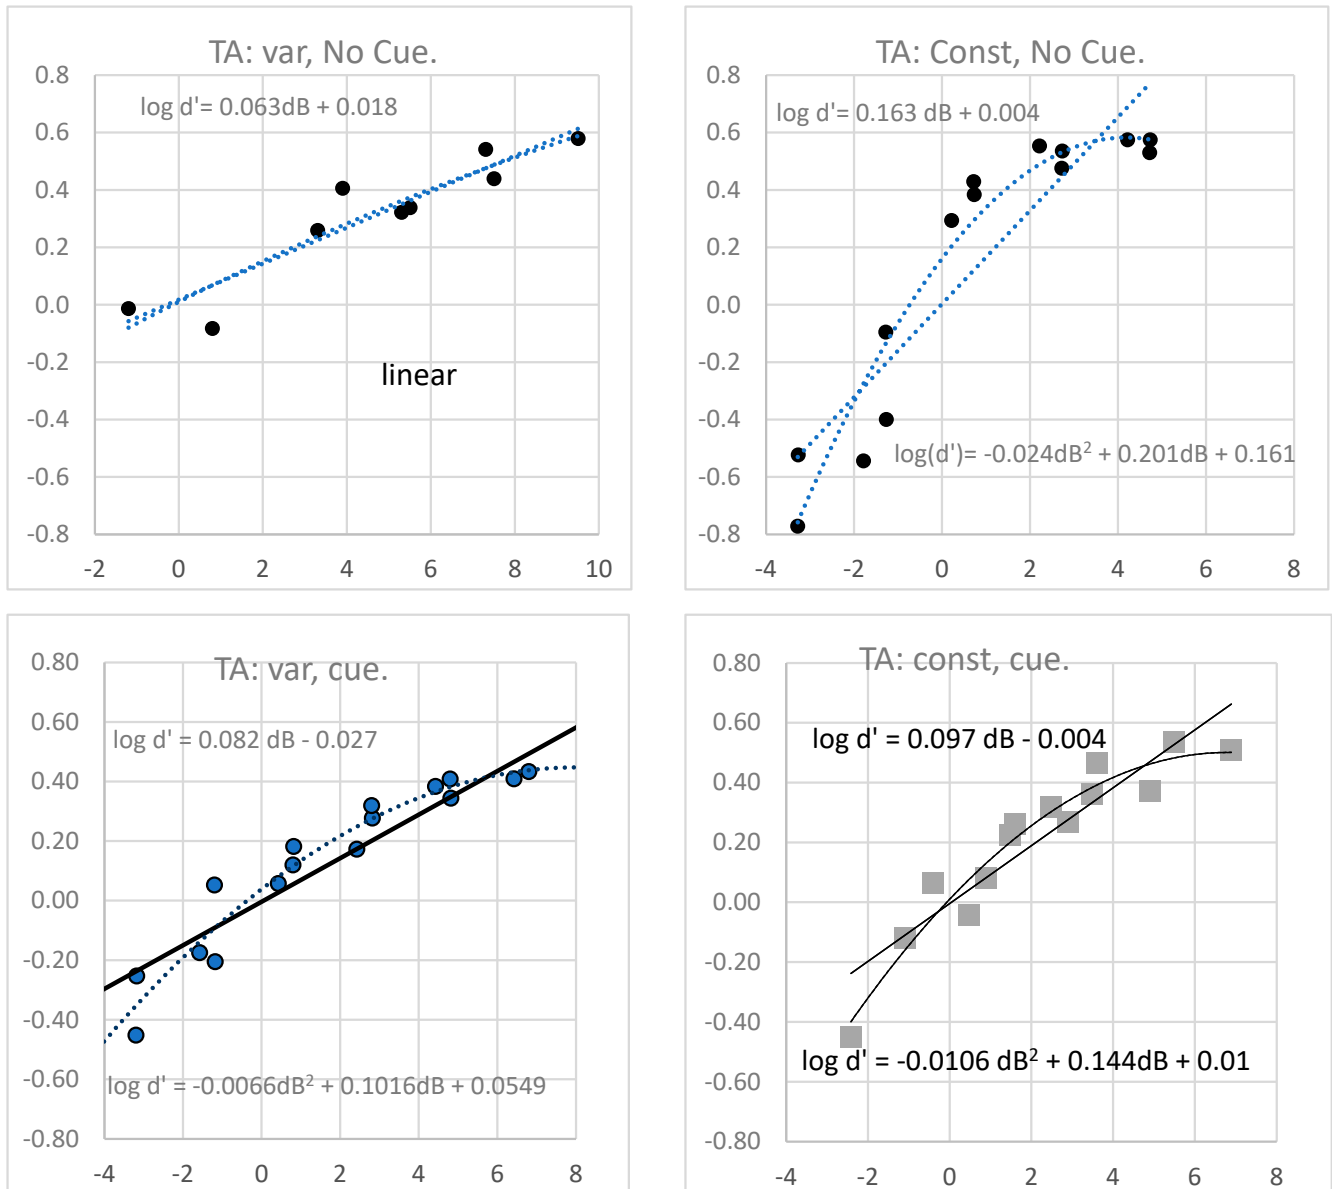 TA: var, No Cue.
log d'= 0.063dB + 0.018
0.8
0.6
0.4
0.2
0.0
-0.2
-0.4
-0.6
-0.8
linear
-2 0 2 4 6 8 10
TA: Const, No Cue.
log d'= 0.163 dB + 0.004
0.8
0.6
0.4
0.2
0.0
-0.2
-0.4
-0.6
-0.8
log(d')= -0.024dB² + 0.201dB + 0.161
-4 -2 0 2 4 6 8
TA: var, cue.
log d' = 0.082 dB - 0.027
0.80
0.60
0.40
0.20
0.00
-0.20
-0.40
-0.60
-0.80
log d' = -0.0066dB² + 0.1016dB + 0.0549
-4 -2 0 2 4 6 8
TA: const, cue.
log d' = 0.097 dB - 0.004
0.80
0.60
0.40
0.20
0.00
-0.20
-0.40
-0.60
-0.80
log d' = -0.0106 dB² + 0.144dB + 0.01
-4 -2 0 2 4 6 8